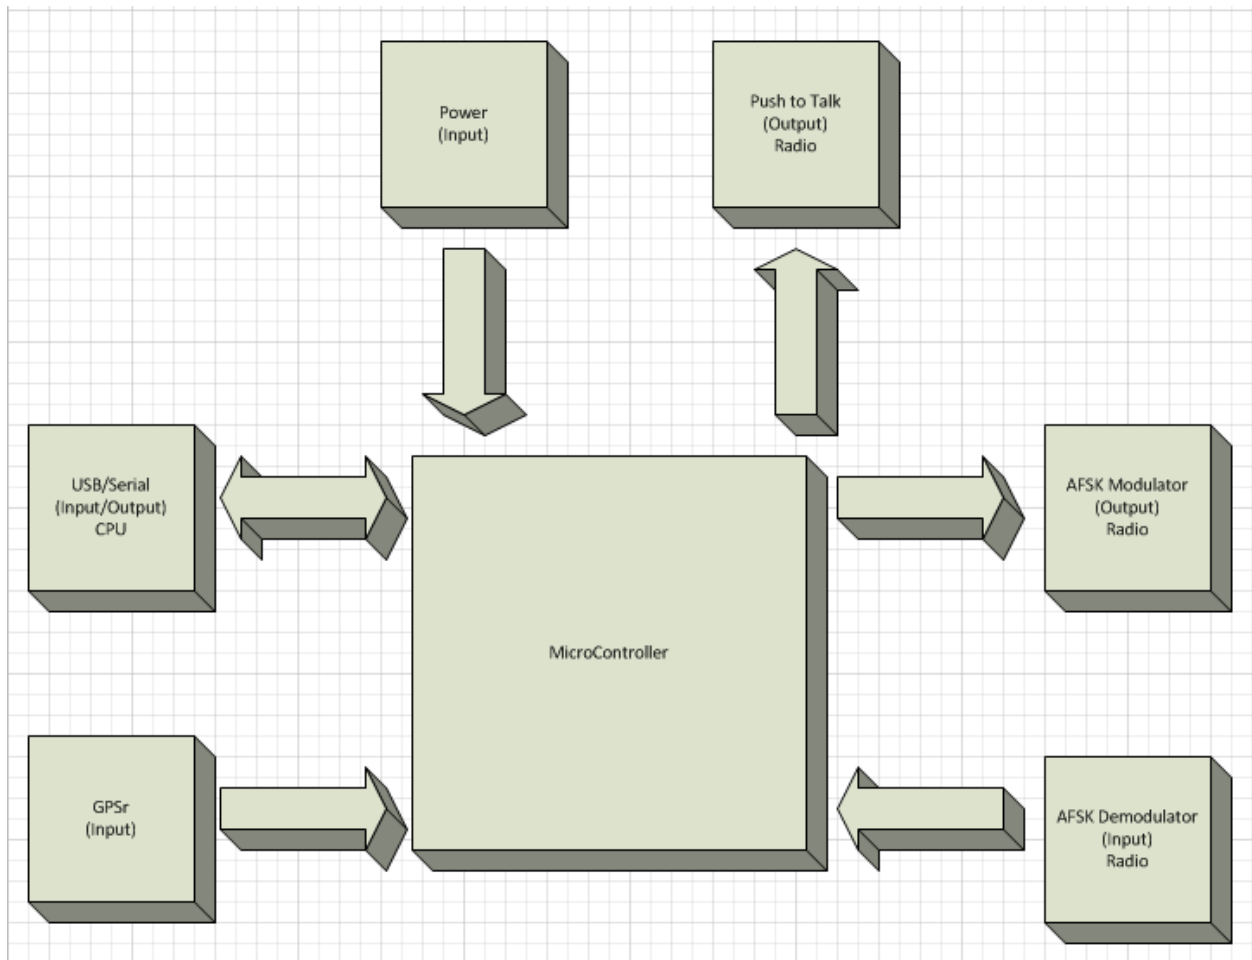 Power
(Input)
Push to Talk
(Output)
Radio
USB/Serial
(Input/Output)
CPU
AFSK Modulator
(Output)
Radio
MicroController
GPSr
(Input)
AFSK Demodulator
(Input)
Radio